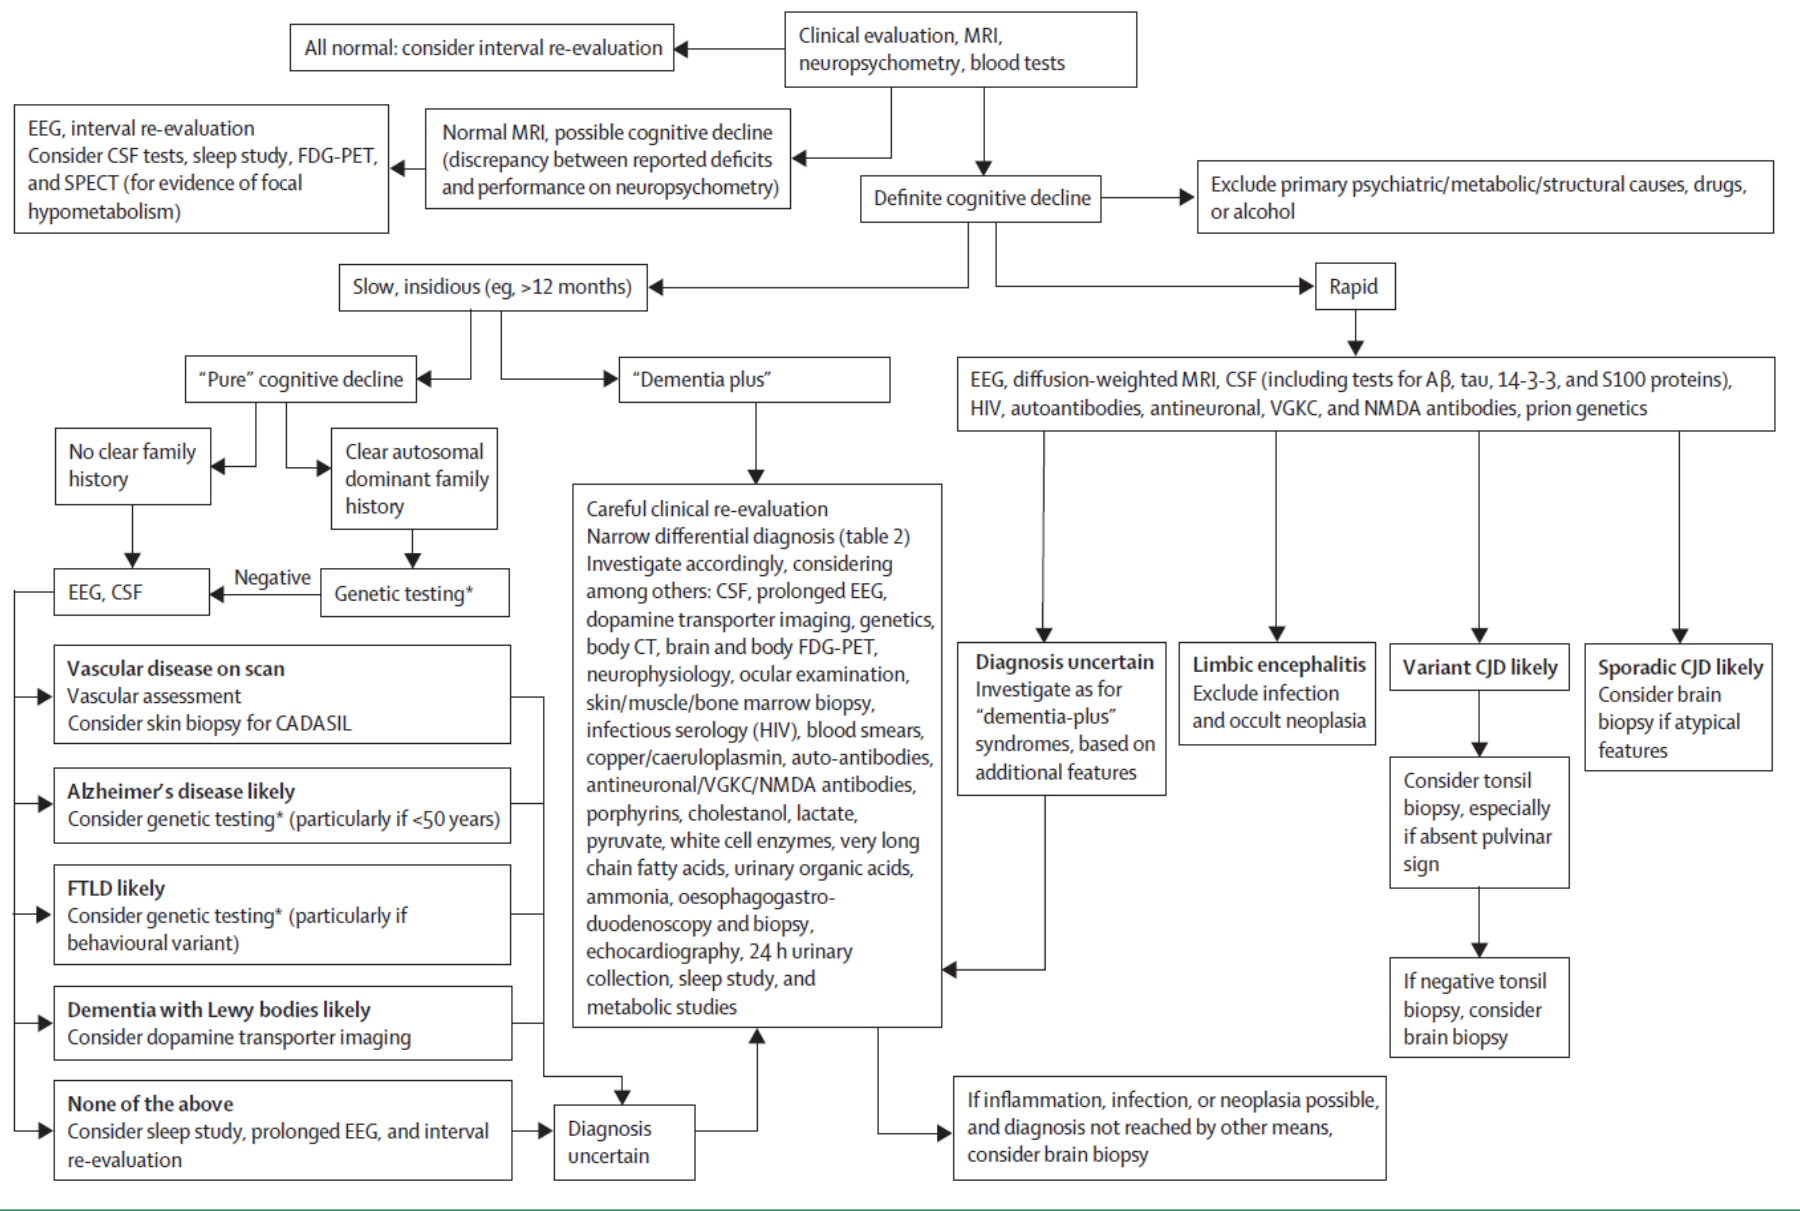 All normal: consider interval re-evaluation
Clinical evaluation, MRI,
neuropsychometry, blood tests
EEG, interval re-evaluation
Consider CSF tests, sleep study, FDG-PET,
and SPECT (for evidence of focal
hypometabolism)
Normal MRI, possible cognitive decline
(discrepancy between reported deficits
and performance on neuropsychometry)
Definite cognitive decline
Exclude primary psychiatric/metabolic/structural causes, drugs,
or alcohol
Slow, insidious (eg, >12 months)
Rapid
“Pure” cognitive decline
“Dementia plus”
EEG, diffusion-weighted MRI, CSF (including tests for Aβ, tau, 14-3-3, and S100 proteins),
HIV, autoantibodies, antineuronal, VGKC, and NMDA antibodies, prion genetics
No clear family
history
Clear autosomal
dominant family
history
EEG, CSF
Negative
Genetic testing*
Vascular disease on scan
Vascular assessment
Consider skin biopsy for CADASIL
Alzheimer’s disease likely
Consider genetic testing* (particularly if <50 years)
FTLD likely
Consider genetic testing* (particularly if
behavioural variant)
Dementia with Lewy bodies likely
Consider dopamine transporter imaging
None of the above
Consider sleep study, prolonged EEG, and interval
re-evaluation
Diagnosis
uncertain
Careful clinical re-evaluation
Narrow differential diagnosis (table 2)
Investigate accordingly, considering
among others: CSF, prolonged EEG,
dopamine transporter imaging, genetics,
body CT, brain and body FDG-PET,
neurophysiology, ocular examination,
skin/muscle/bone marrow biopsy,
infectious serology (HIV), blood smears,
copper/caeruloplasmin, auto-antibodies,
antineuronal/VGKC/NMDA antibodies,
porphyrins, cholestanol, lactate,
pyruvate, white cell enzymes, very long
chain fatty acids, urinary organic acids,
ammonia, oesophagogastro-
duodenoscopy and biopsy,
echocardiography, 24 h urinary
collection, sleep study, and
metabolic studies
Diagnosis uncertain
Investigate as for
“dementia-plus”
syndromes, based on
additional features
Limbic encephalitis
Exclude infection
and occult neoplasia
Variant CJD likely
Consider tonsil
biopsy, especially
if absent pulvinar
sign
If negative tonsil
biopsy, consider
brain biopsy
Sporadic CJD likely
Consider brain
biopsy if atypical
features
If inflammation, infection, or neoplasia possible,
and diagnosis not reached by other means,
consider brain biopsy